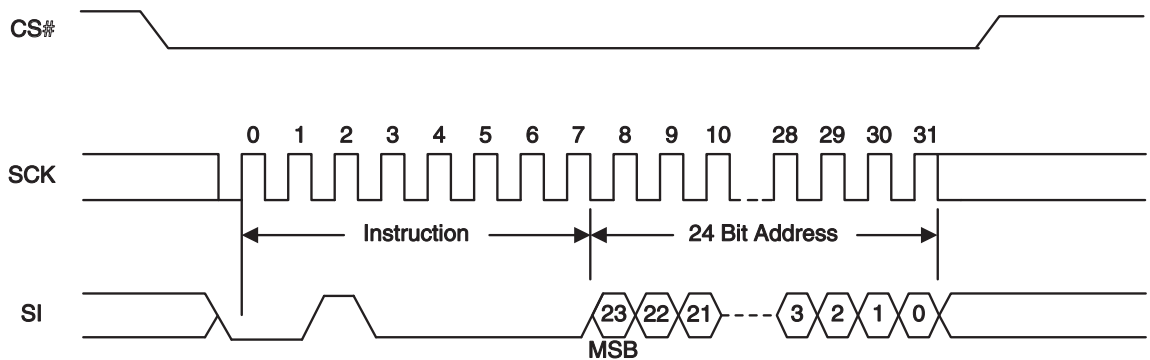 CS#
0 1 2 3 4 5 6 7 8 9 10 28 29 30 31
SCK
Instruction 24 Bit Address
SI 23 22 21 3 2 1 0
MSB